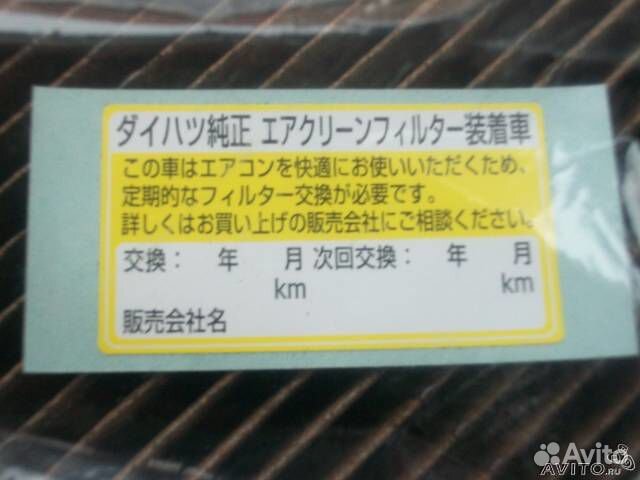 ダイハツ純正 エアクリーンフィルター装着車
この車はエアコンを快適にお使いいただくため、
定期的なフィルター交換が必要です。
詳しくはお買い上げの販売会社にご相談ください。
交換： 年 月 次回交換： 年 月
km km
販売会社名
Avito
AVITO.ru